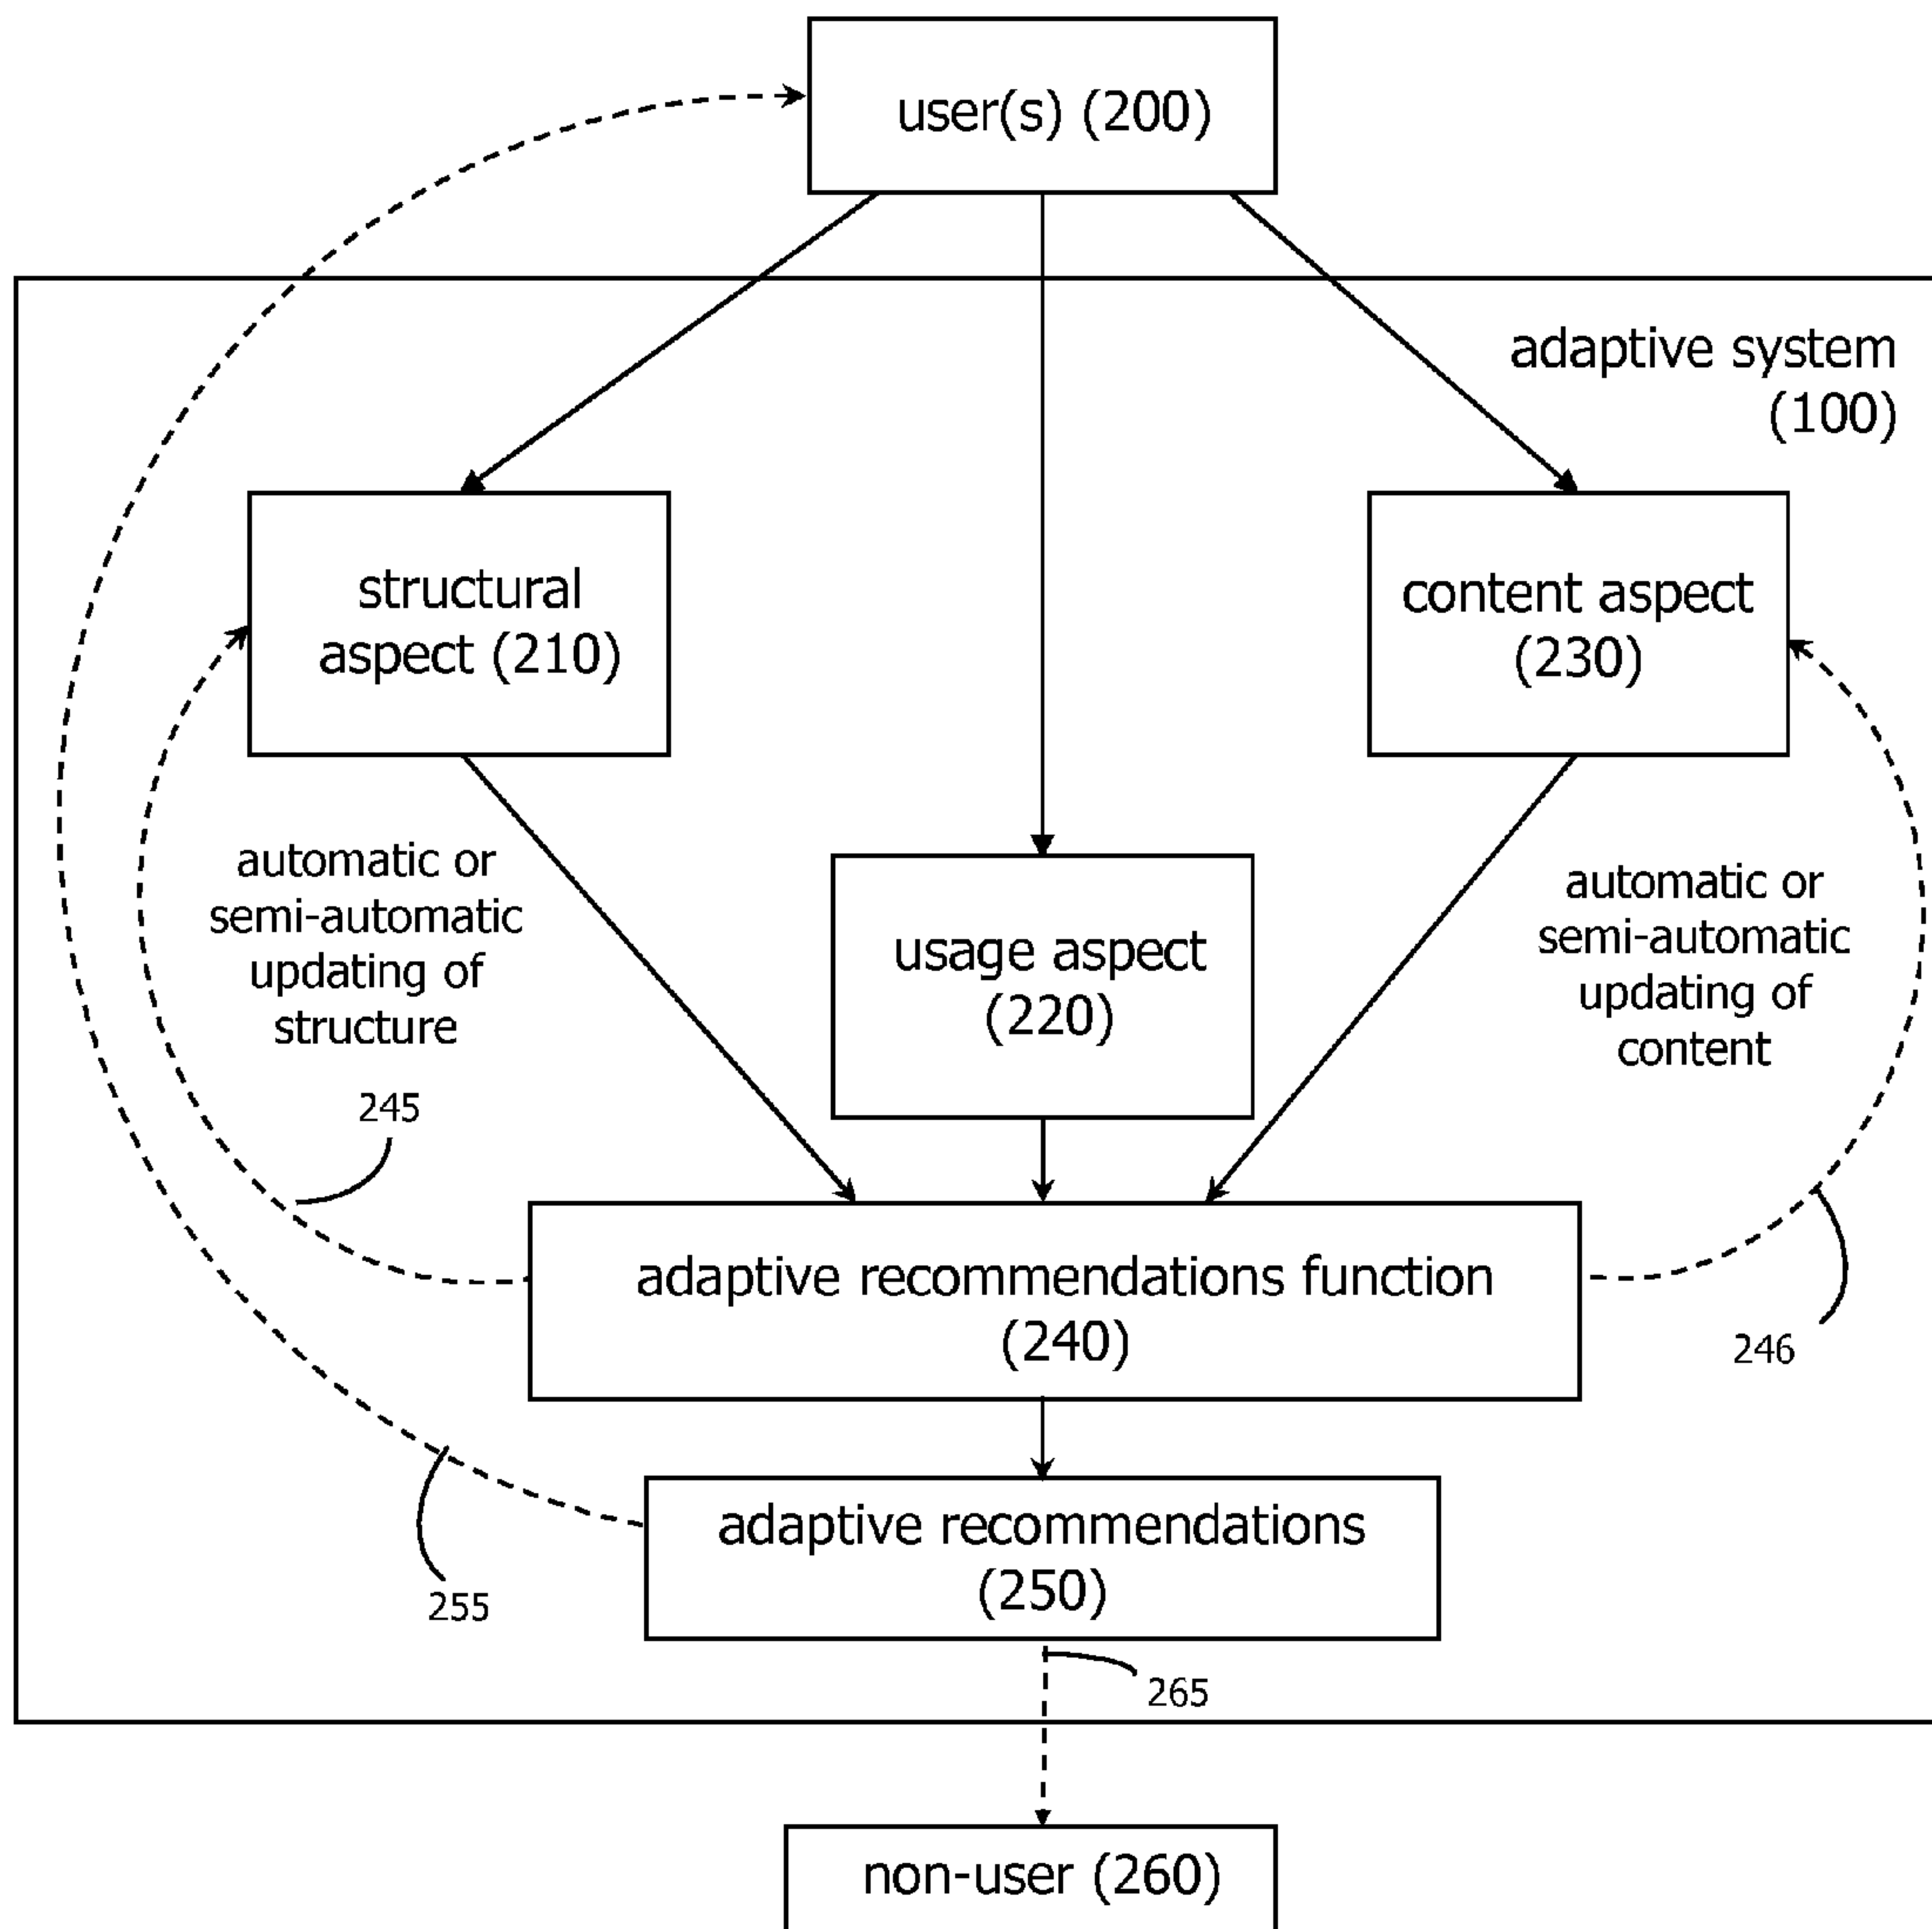 user(s) (200)
adaptive system
(100)
structural
aspect (210)
content aspect
(230)
automatic or
semi-automatic
updating of
structure
usage aspect
(220)
automatic or
semi-automatic
updating of
content
245
adaptive recommendations function
(240)
246
adaptive recommendations
(250)
255
265
non-user (260)